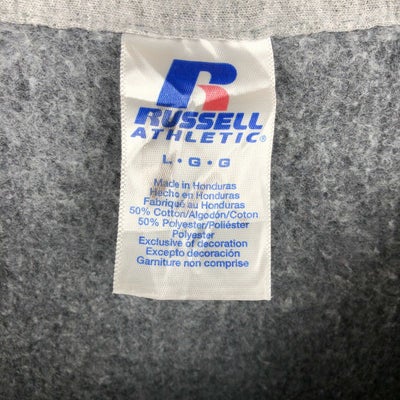 RUSSELL
ATHLETIC®
L • G • G
Made in Honduras
Hecho en Honduras
Fabriqué au Honduras
50% Cotton/Algodón/Coton
50% Polyester/Poliéster
Polyester
Exclusive of decoration
Excepto decoración
Garniture non comprise